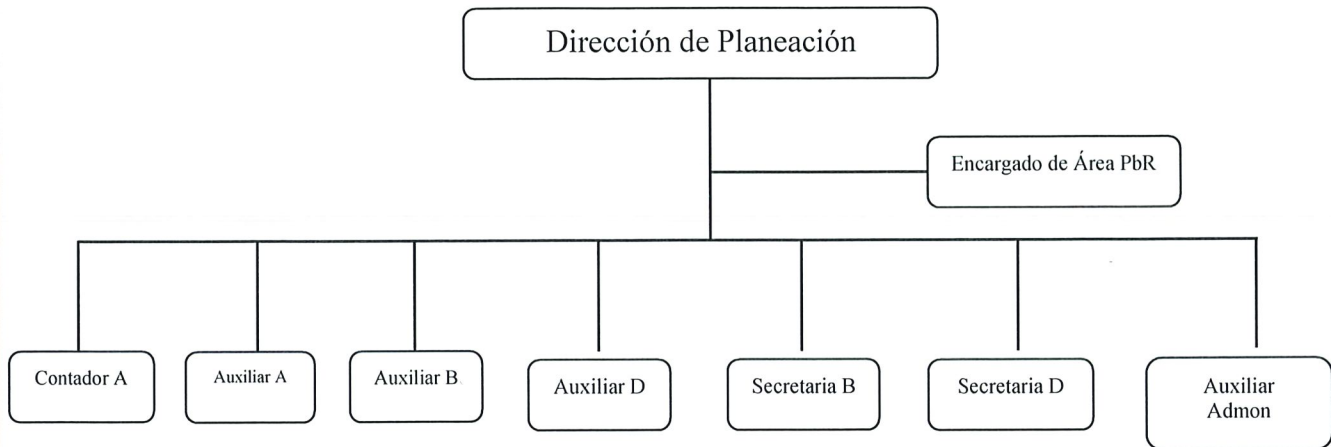 Dirección de Planeación
Encargado de Área PbR
Contador A
Auxiliar A
Auxiliar B
Auxiliar D
Secretaria B
Secretaria D
Auxiliar
Admon